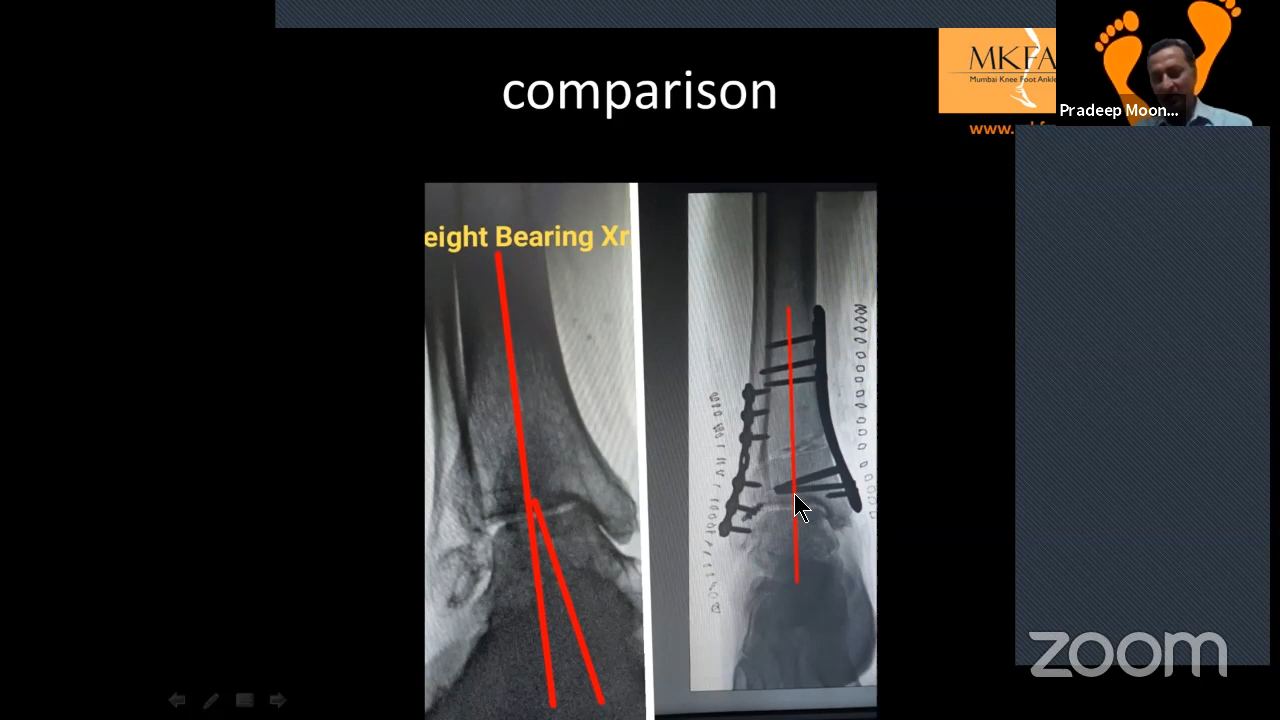 comparison
MKFA
Mumbai Knee Foot Ankle
www.
Pradeep Moon...
eight Bearing Xr
zoom